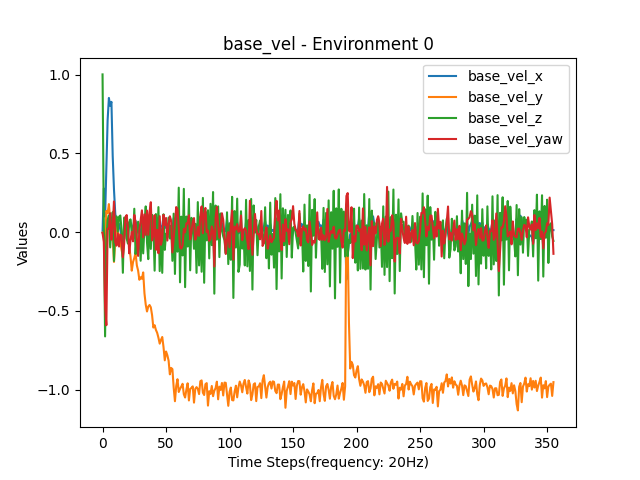 base_vel - Environment 0
base_vel_x
base_vel_y
base_vel_z
base_vel_yaw
1.0
0.5
0.0
−0.5
−1.0
Values
0 50 100 150 200 250 300 350
Time Steps(frequency: 20Hz)